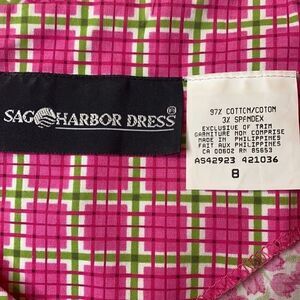 SAG HARBOR DRESS®
97% COTTON/COTON
3% SPANDEX
EXCLUSIVE OF TRIM
GARNITURE NON COMPRISE
MADE IN PHILIPPINES
FAIT AUX PHILIPPINES
CA 00602 RN 85653
AS42923 421036
8